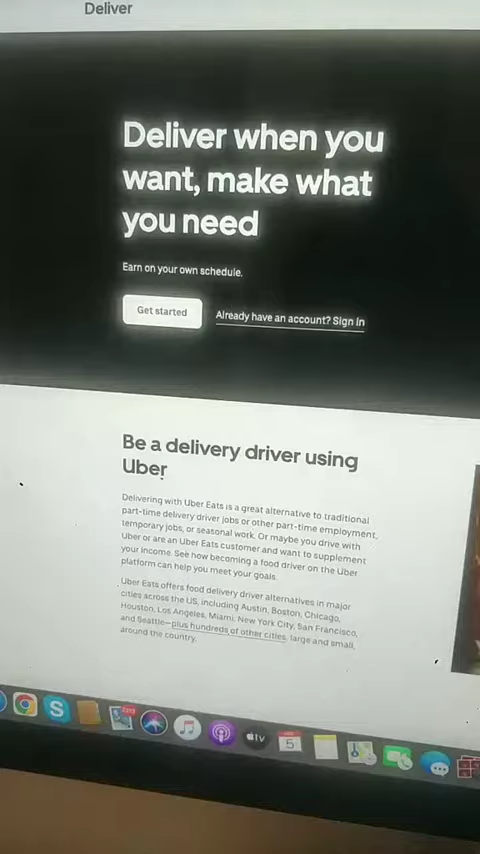 Deliver
Deliver when you
want, make what
you need
Earn on your own schedule.
Get started
Already have an account? Sign in
Be a delivery driver using
Uber
Delivering with Uber Eats is a great alternative to traditional
part-time delivery driver jobs or other part-time employment,
temporary jobs, or seasonal work. Or maybe you drive with
Uber or are an Uber Eats customer and want to supplement
your income. See how becoming a food driver on the Uber
platform can help you meet your goals.
Uber Eats offers food delivery driver alternatives in major
cities across the US, including Austin, Boston, Chicago,
Houston, Los Angeles, Miami, New York City, San Francisco,
and Seattle—plus hundreds of other cities, large and small,
around the country.
tv
5